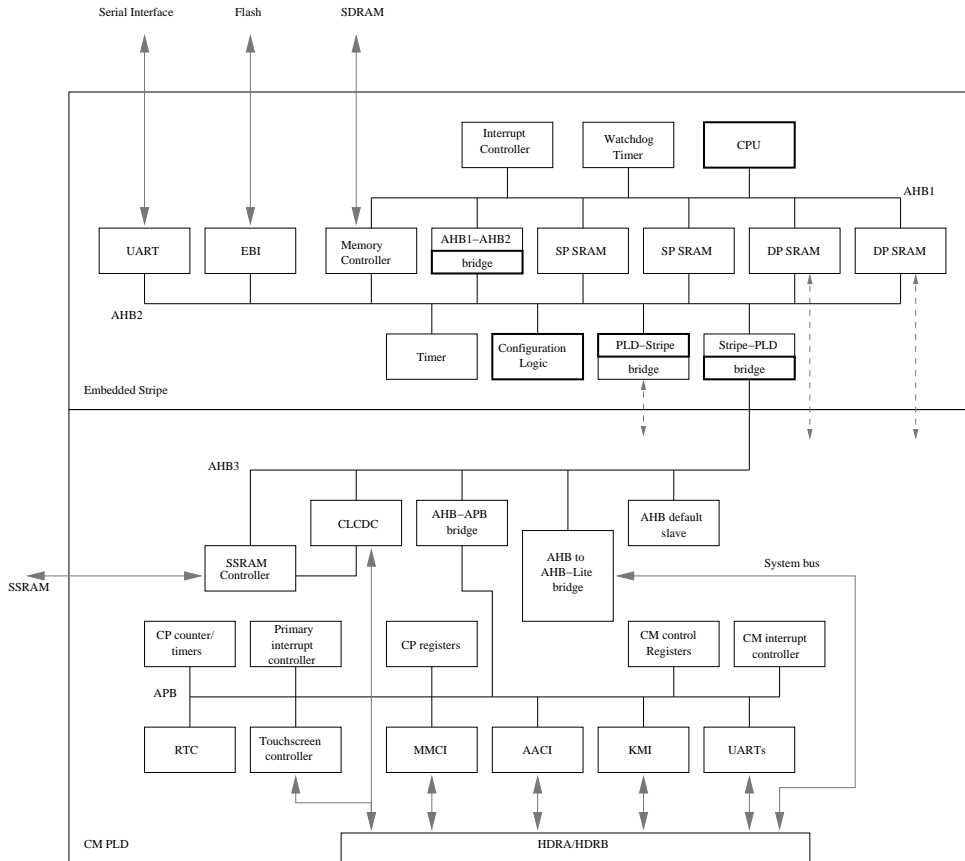 Serial Interface
Flash
SDRAM
Interrupt
Controller
Watchdog
Timer
CPU
AHB1
UART
EBI
Memory
Controller
AHB1−AHB2
bridge
SP SRAM
SP SRAM
DP SRAM
DP SRAM
AHB2
Timer
Configuration
Logic
PLD−Stripe
bridge
Stripe−PLD
bridge
Embedded Stripe
AHB3
CLCDC
AHB−APB
bridge
AHB default
slave
SSRAM
Controller
AHB to
AHB−Lite
bridge
System bus
SSRAM
CP counter/
timers
Primary
interrupt
controller
CP registers
CM control
Registers
CM interrupt
controller
APB
RTC
Touchscreen
controller
MMCI
AACI
KMI
UARTs
CM PLD
HDRA/HDRB